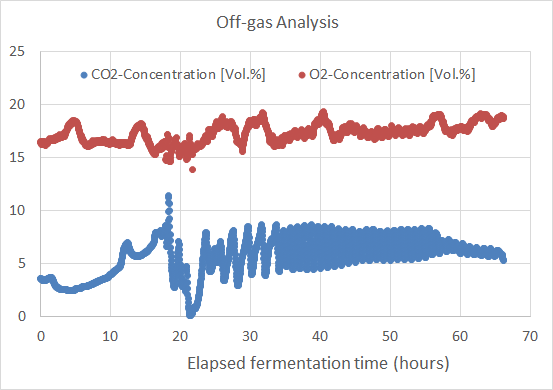 Off-gas Analysis
25
20
15
10
5
0
CO2-Concentration [Vol.%] O2-Concentration [Vol.%]
0 10 20 30 40 50 60 70
Elapsed fermentation time (hours)